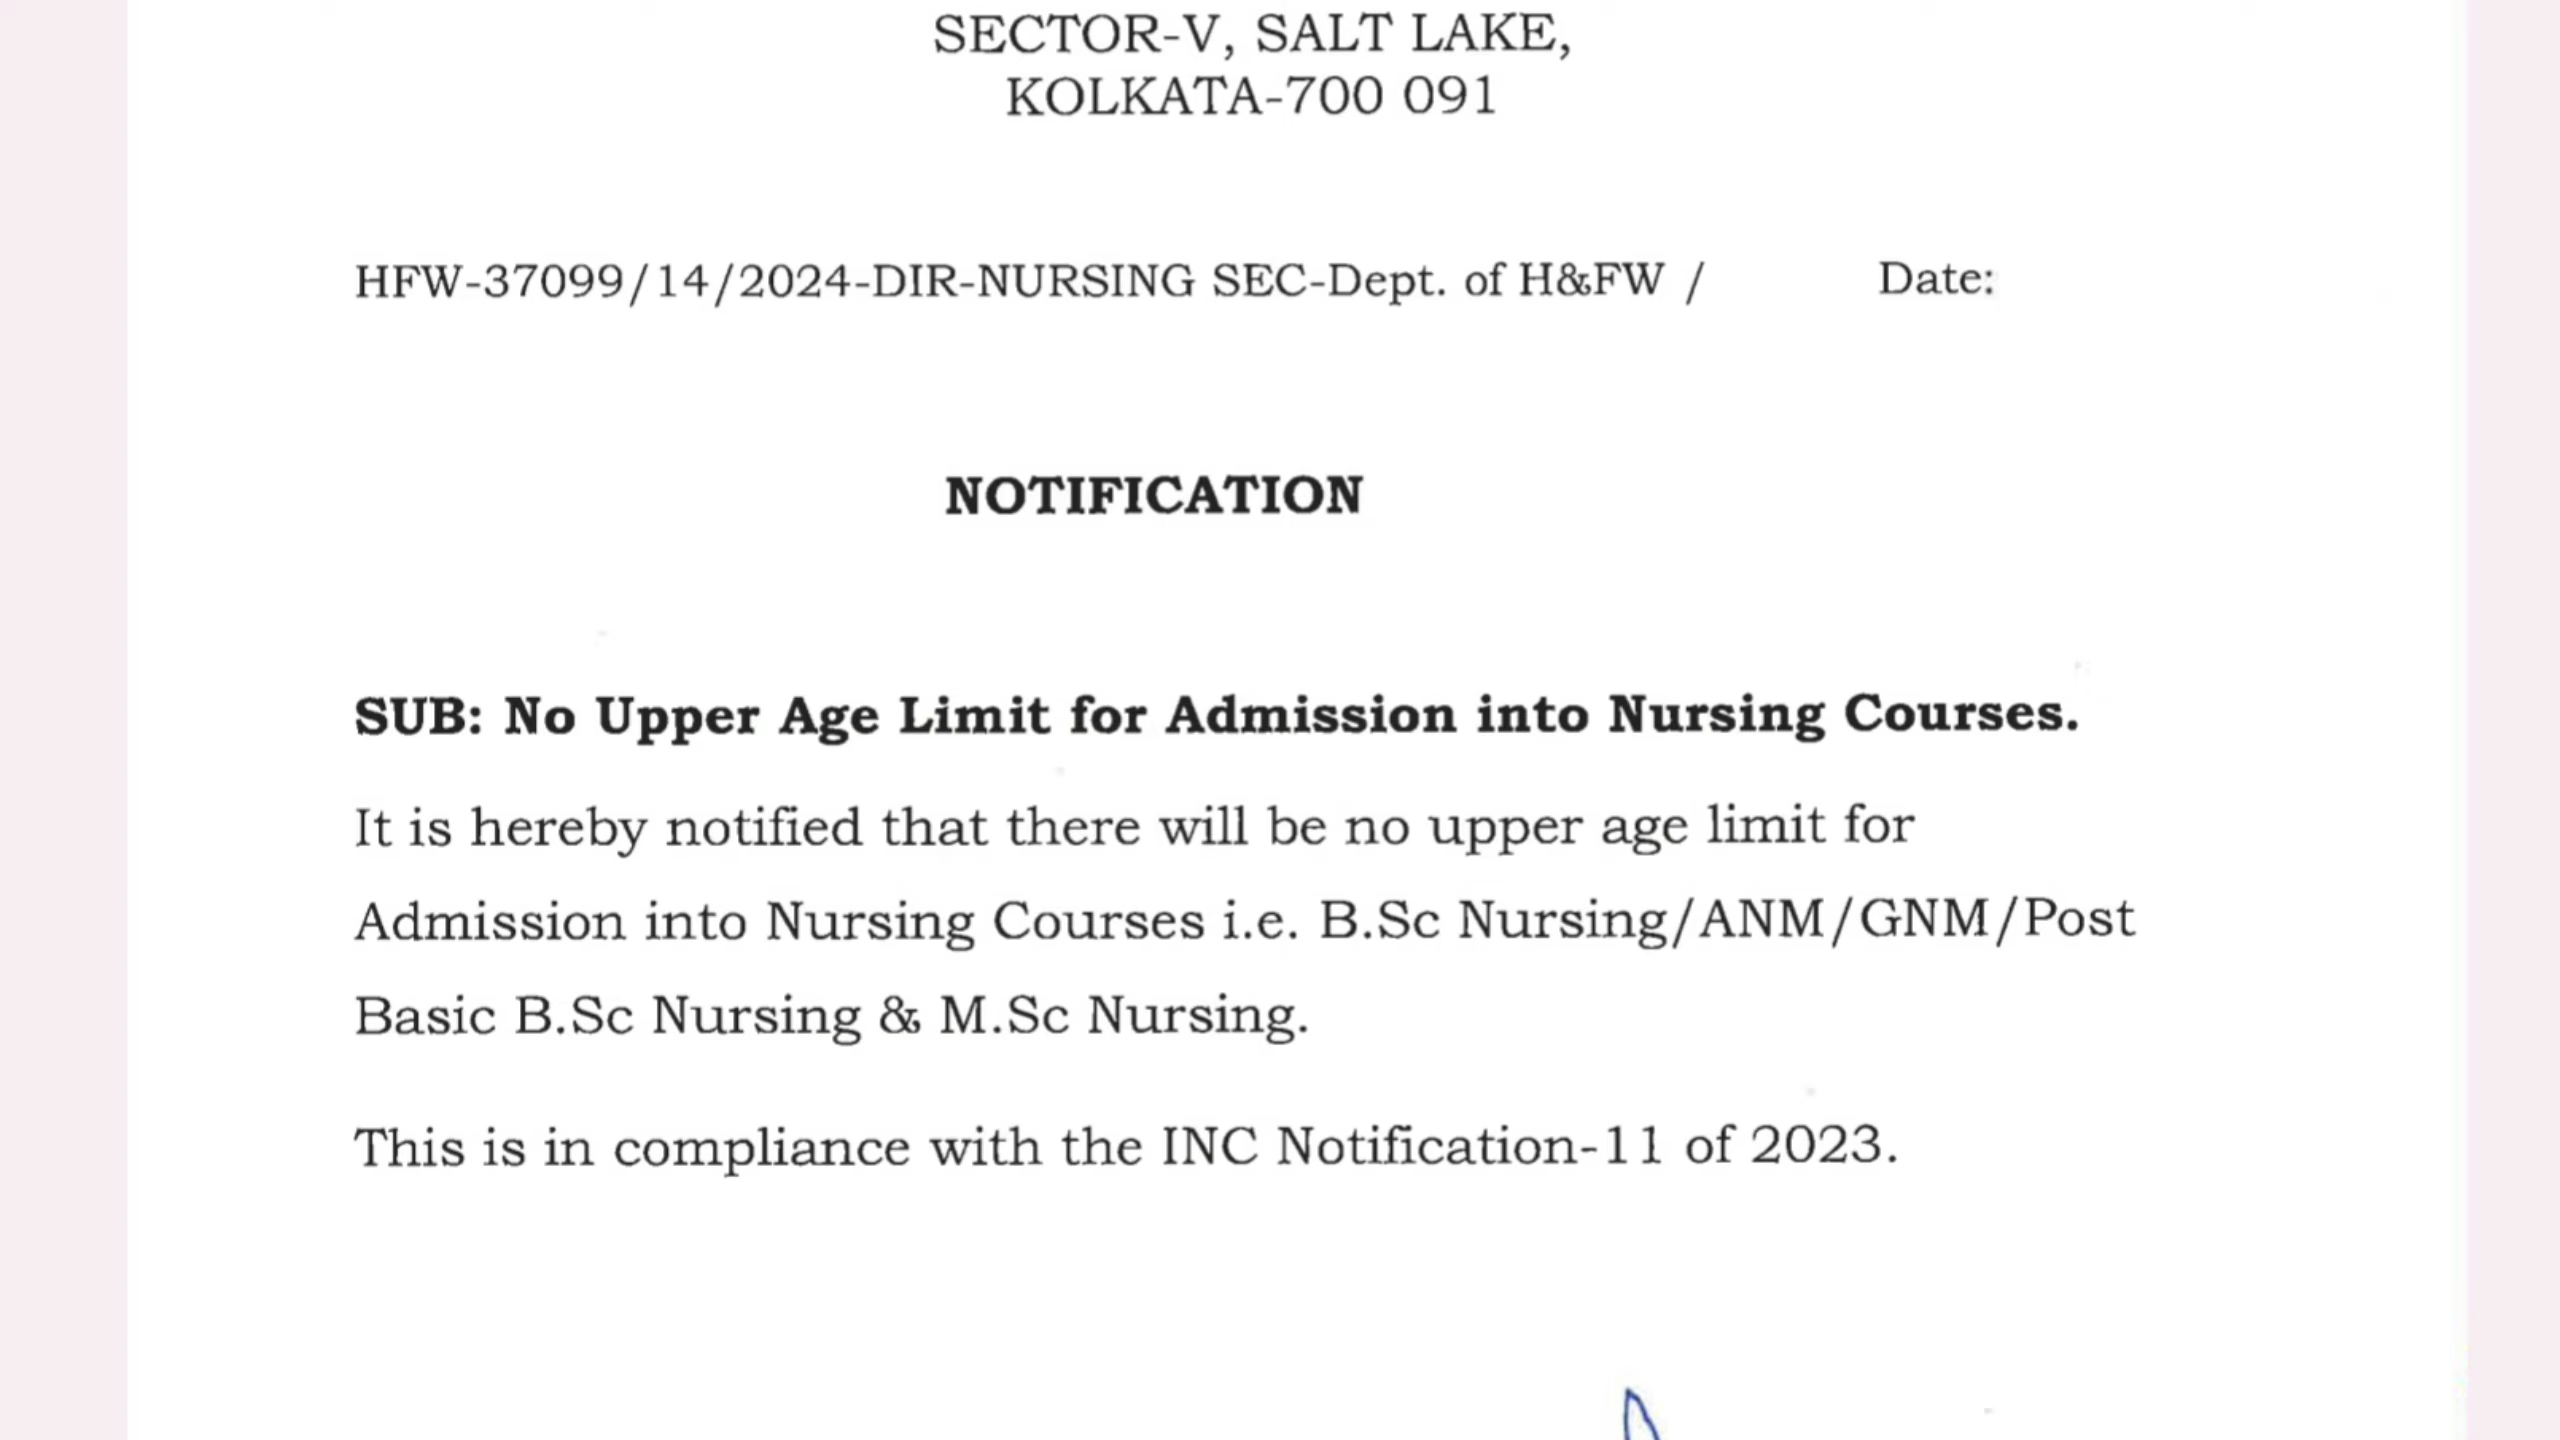 SECTOR-V, SALT LAKE,
KOLKATA-700 091
HFW-37099/14/2024-DIR-NURSING SEC-Dept. of H&FW / Date:
NOTIFICATION
SUB: No Upper Age Limit for Admission into Nursing Courses.
It is hereby notified that there will be no upper age limit for
Admission into Nursing Courses i.e. B.Sc Nursing/ANM/GNM/Post
Basic B.Sc Nursing & M.Sc Nursing.
This is in compliance with the INC Notification-11 of 2023.